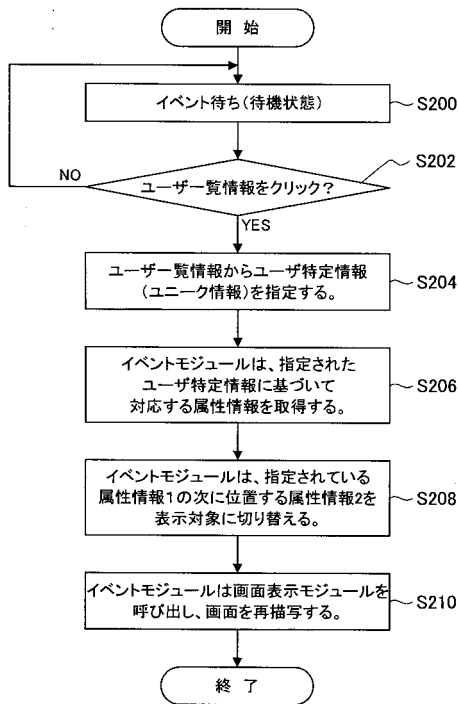 開 始
イベント待ち(待機状態)
S200
S202
ユーザ一覧情報をクリック?
NO
YES
ユーザ一覧情報からユーザ特定情報
(ユニーク情報)を指定する。
S204
イベントモジュールは、指定された
ユーザ特定情報に基づいて
対応する属性情報を取得する。
S206
イベントモジュールは、指定されている
属性情報1の次に位置する属性情報2を
表示対象に切り替える。
S208
イベントモジュールは画面表示モジュールを
呼び出し、画面を再描写する。
S210
終 了